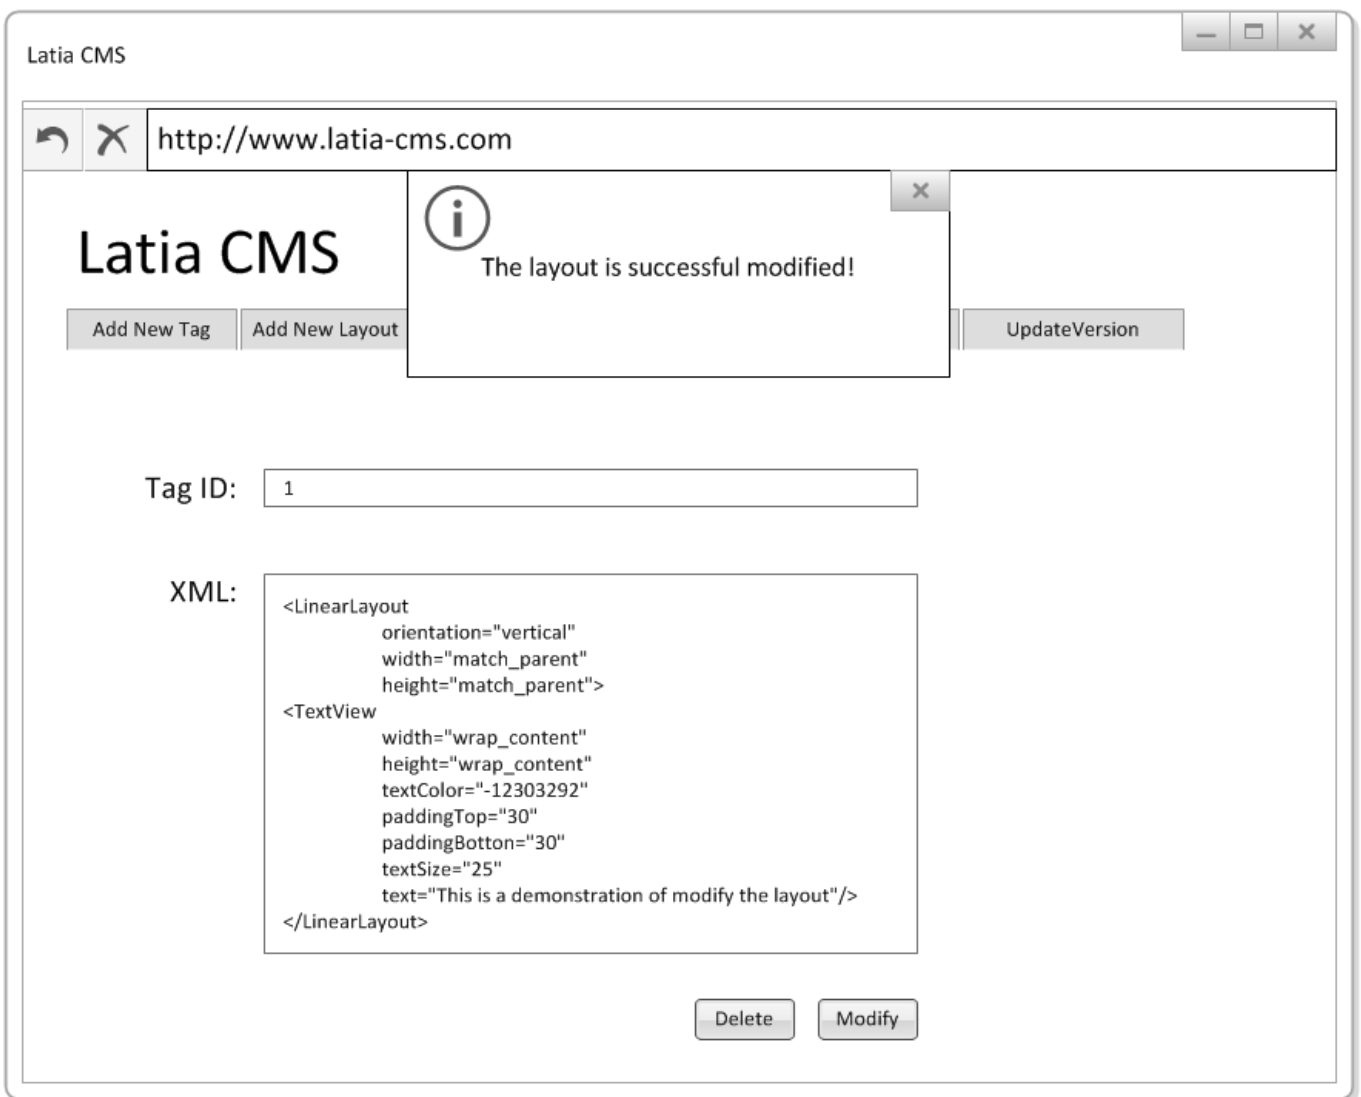 Latia CMS
http://www.latia-cms.com
The layout is successful modified!
Latia CMS
Add New Tag
Add New Layout
UpdateVersion
Tag ID:
1
XML:
<LinearLayout
orientation="vertical"
width="match_parent"
height="match_parent">
<TextView
width="wrap_content"
height="wrap_content"
textColor="-12303292"
paddingTop="30"
paddingBotton="30"
textSize="25"
text="This is a demonstration of modify the layout"/>
</LinearLayout>
Delete
Modify